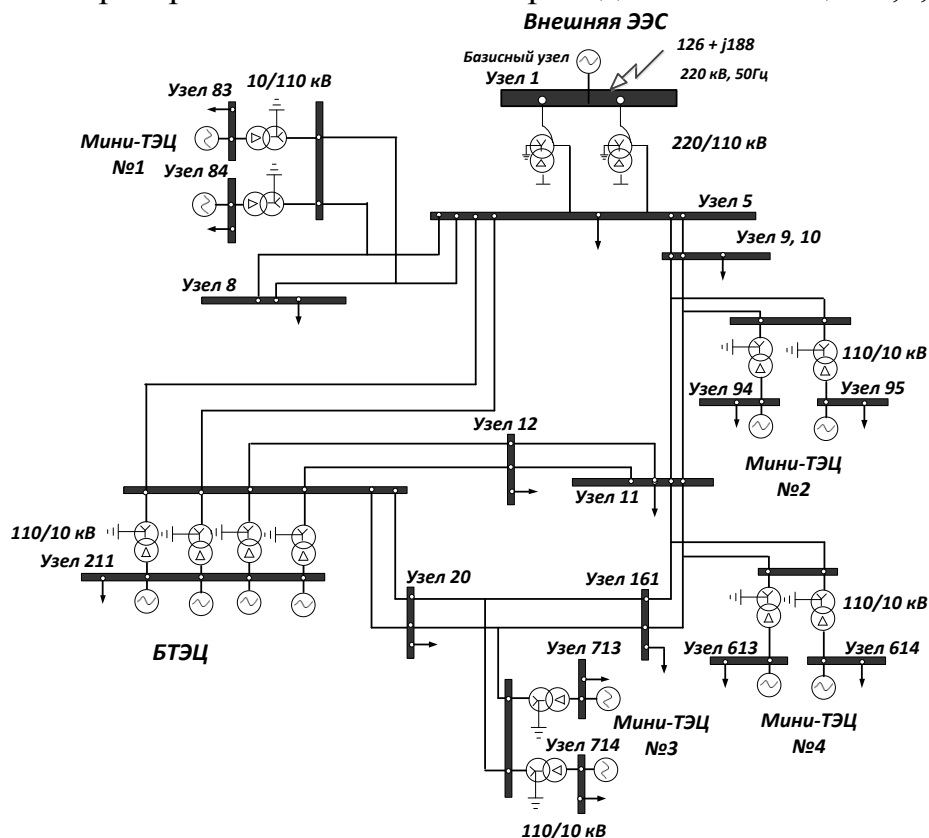 Внешняя ЭЭС
Базисный узел
Узел 1
126 + j188
220 кВ, 50Гц
Узел 83
10/110 кВ
Мини-ТЭЦ
№1
Узел 84
220/110 кВ
Узел 5
Узел 9, 10
Узел 8
110/10 кВ
Узел 94
Узел 95
Мини-ТЭЦ
№2
Узел 12
Узел 11
110/10 кВ
Узел 211
БТЭЦ
Узел 20
Узел 161
110/10 кВ
Узел 613
Узел 614
Мини-ТЭЦ
№4
Узел 713
Мини-ТЭЦ
№3
Узел 714
110/10 кВ